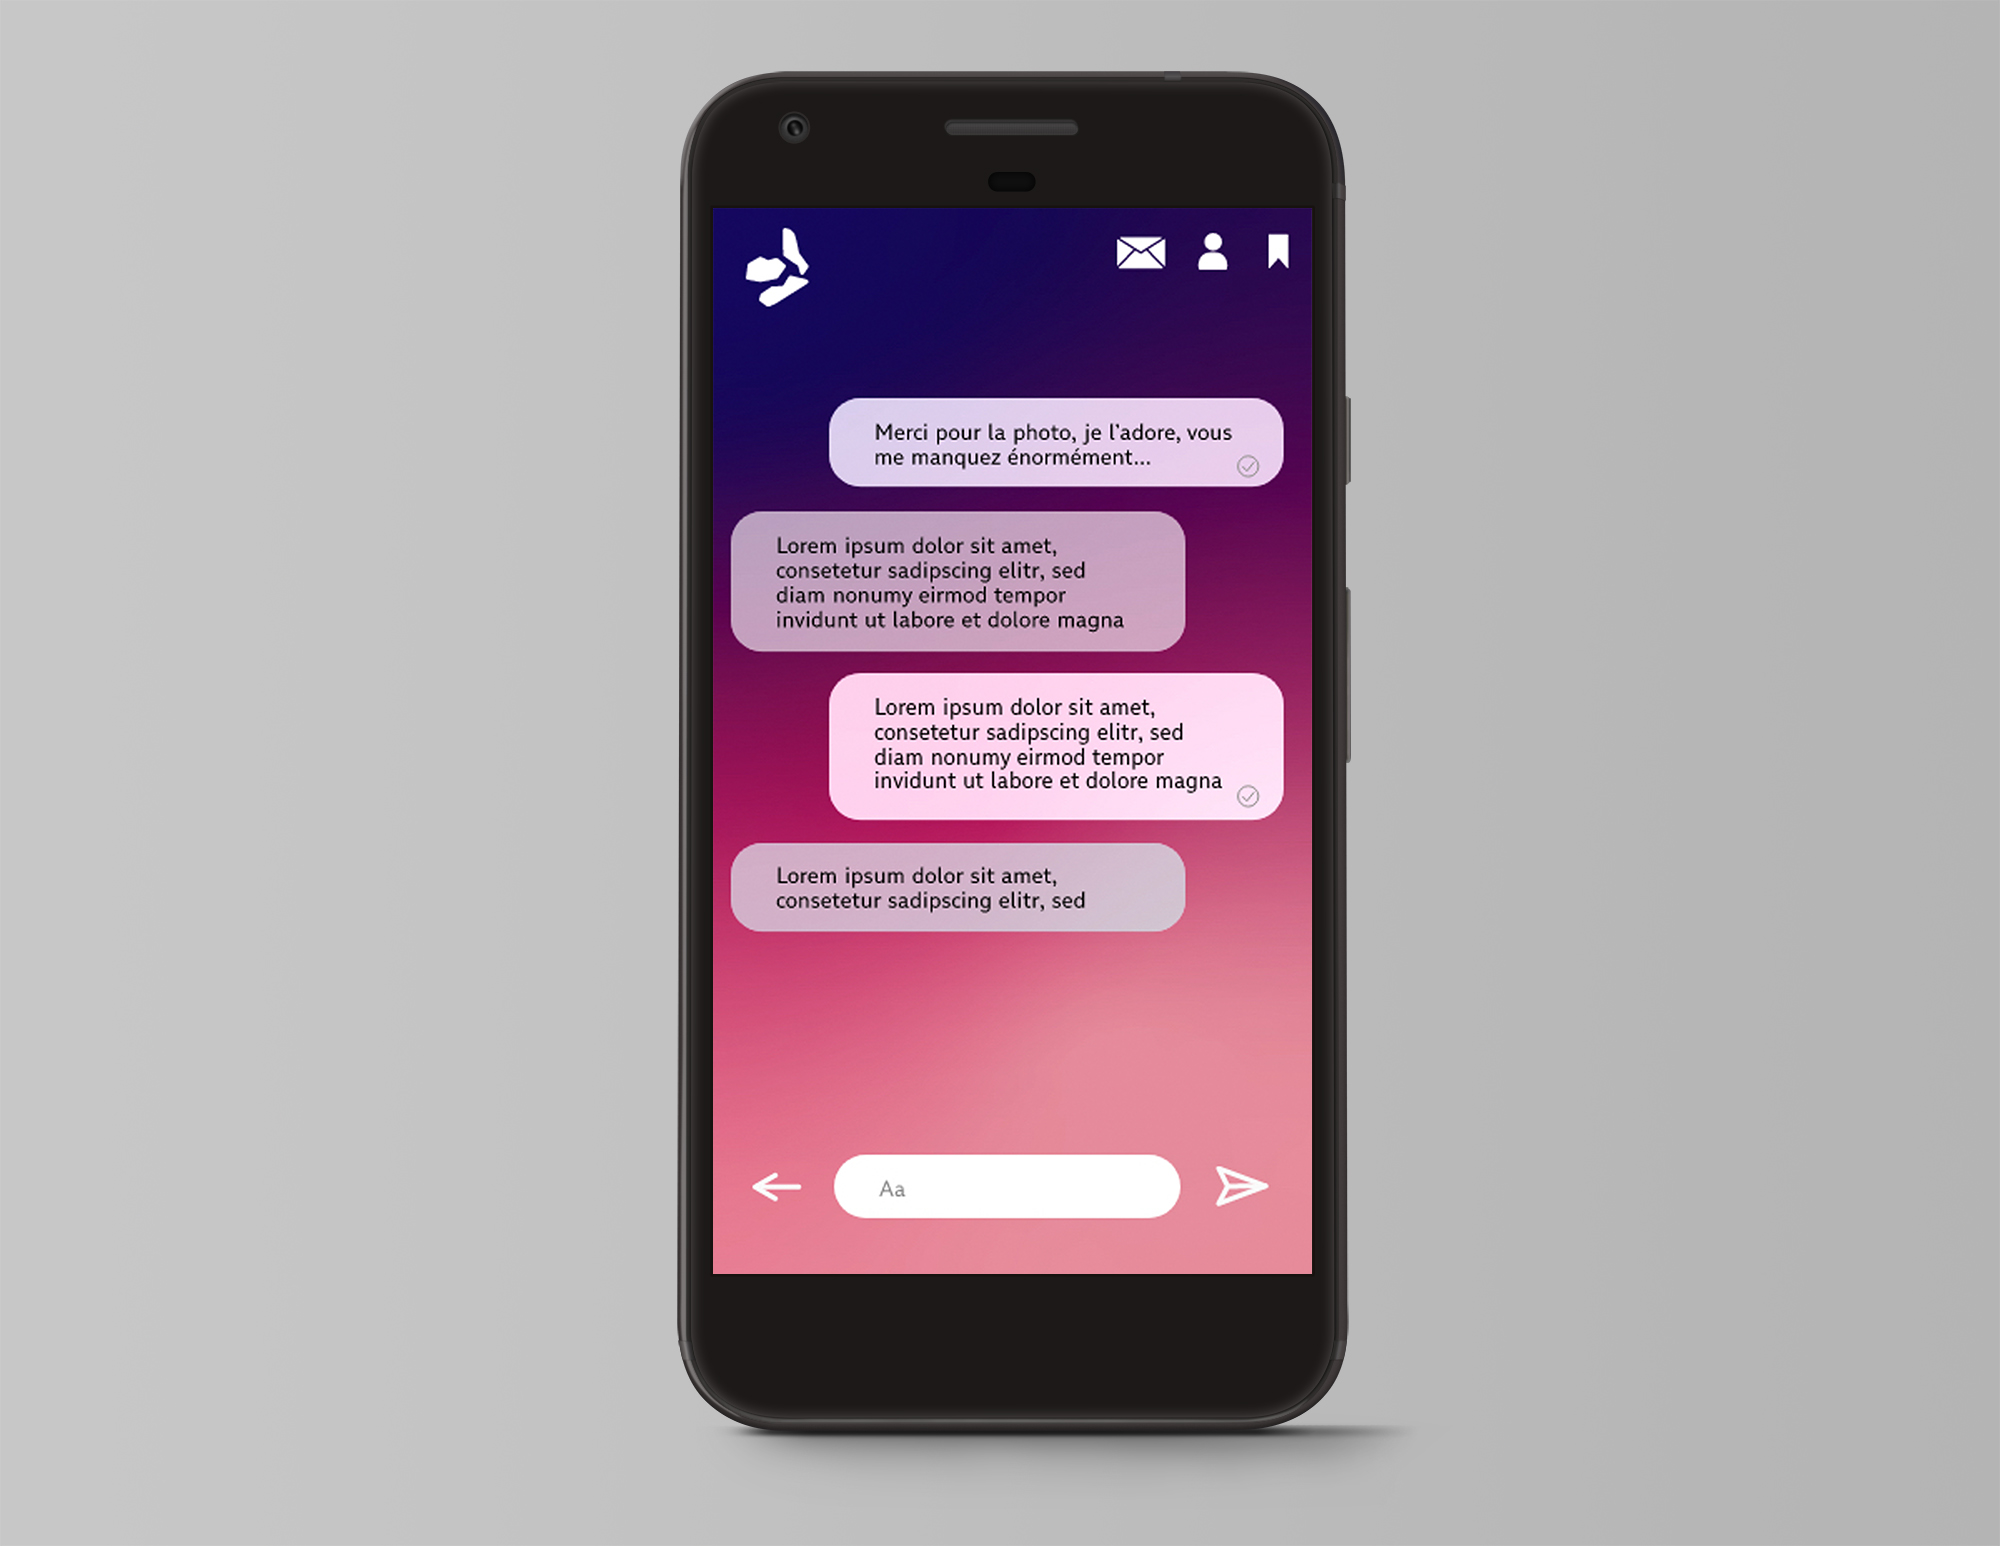 Merci pour la photo, je l'adore, vous
me manquez énormément...
Lorem ipsum dolor sit amet,
consetetur sadipscing elitr, sed
diam nonumy eirmod tempor
invidunt ut labore et dolore magna
Lorem ipsum dolor sit amet,
consetetur sadipscing elitr, sed
diam nonumy eirmod tempor
invidunt ut labore et dolore magna
Lorem ipsum dolor sit amet,
consetetur sadipscing elitr, sed
Aa